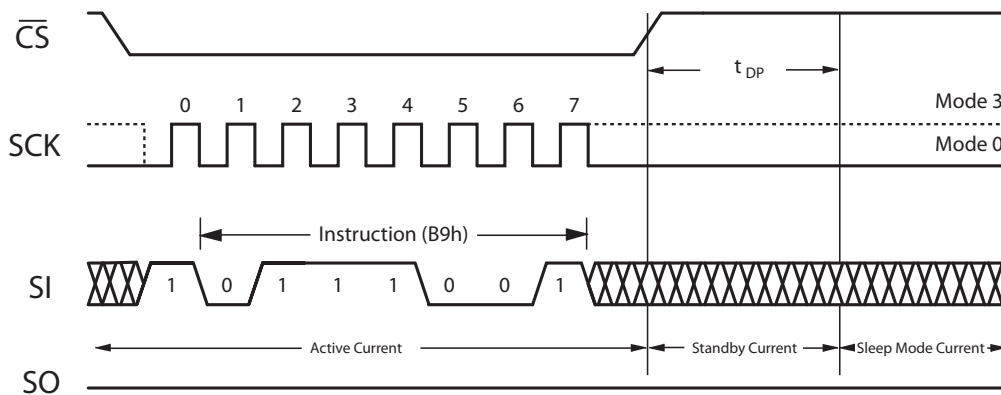 CS
t DP
0 1 2 3 4 5 6 7
Mode 3
SCK
Mode 0
Instruction (B9h)
SI
1 0 1 1 1 0 0 1
Active Current
Standby Current
Sleep Mode Current
SO